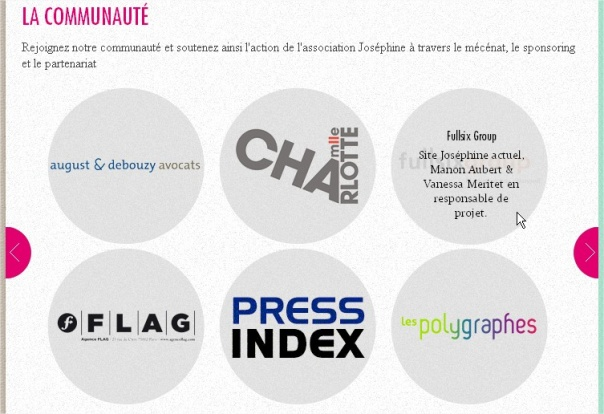 LA COMMUNAUTÉ
Rejoignez notre communauté et soutenez ainsi l'action de l'association Joséphine à travers le mécénat, le sponsoring
et le partenariat
august & debouzy avocats
CHA
mille
RLOTTE
Fullsix Group
Site Joséphine actuel,
Manon Aubert &
Vanessa Meritet en
responsable de
projet.
F|L|A|G|
Agence FLAG
PRESS
INDEX
les polygraphes